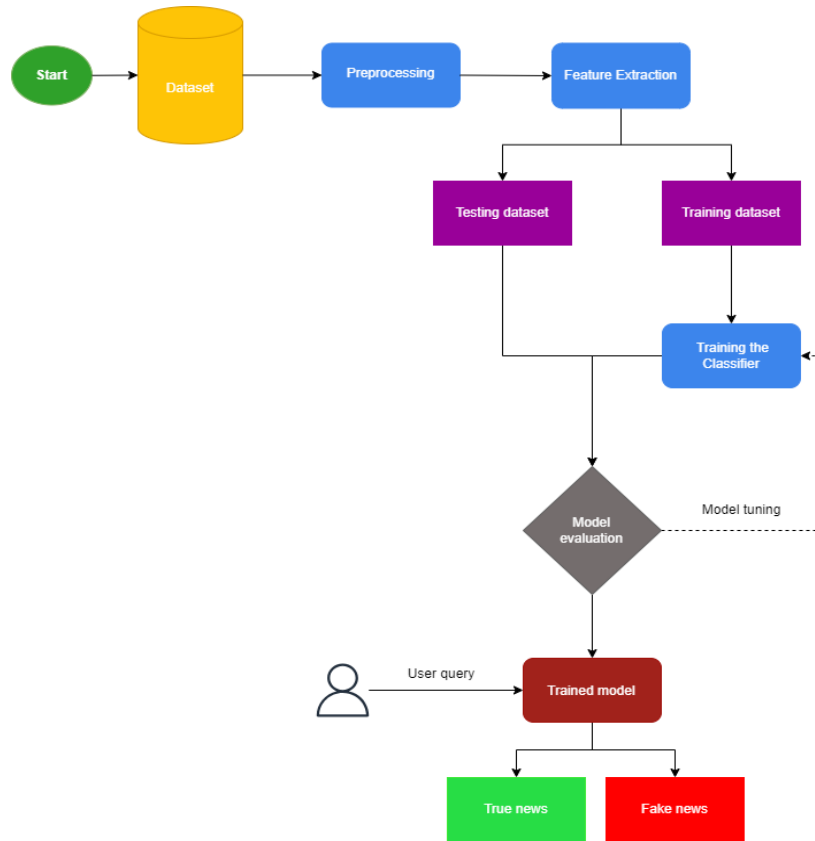 Start
Dataset
Preprocessing
Feature Extraction
Testing dataset
Training dataset
Training the
Classifier
Model
evaluation
Model tuning
User query
Trained model
True news
Fake news